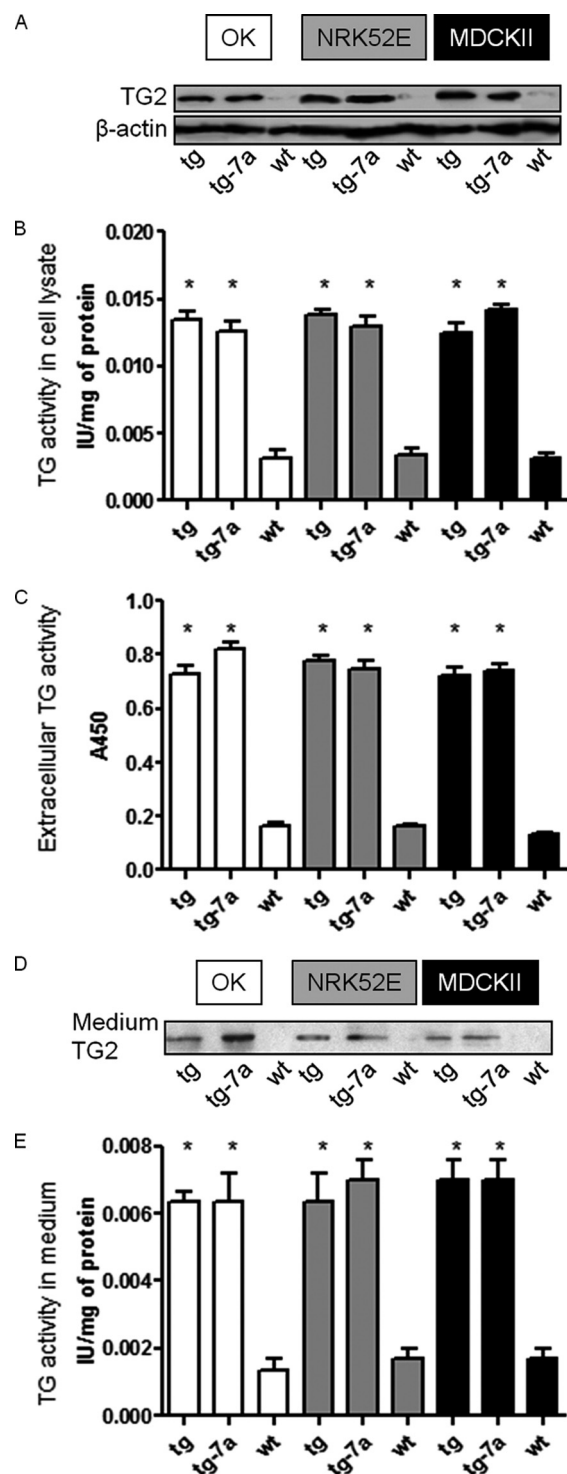 A
OK NRK52E MDCKII
TG2
β-actin
tg tg-7a wt tg tg-7a wt tg tg-7a wt
B
TG activity in cell lysate
IU/mg of protein
0.020
0.015
0.010
0.005
0.000
* * * * * *
tg tg-7a wt tg tg-7a wt tg tg-7a wt
C
Extracellular TG activity
A450
1.0
0.8
0.6
0.4
0.2
0.0
* * * * * *
tg tg-7a wt tg tg-7a wt tg tg-7a wt
D
OK NRK52E MDCKII
Medium
TG2
tg tg-7a wt tg tg-7a wt tg tg-7a wt
E
TG activity in medium
IU/mg of protein
0.008
0.006
0.004
0.002
0.000
* * * * * *
tg tg-7a wt tg tg-7a wt tg tg-7a wt